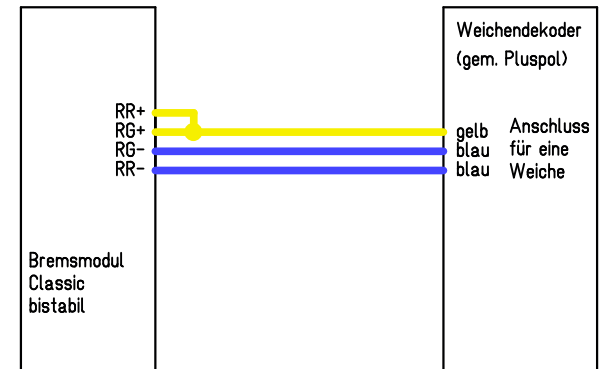 Weichendekoder
(gem. Pluspol)
RR+
RG+
RG-
RR-
gelb
blau
blau
Anschluss
für eine
Weiche
Bremsmodul
Classic
bistabil